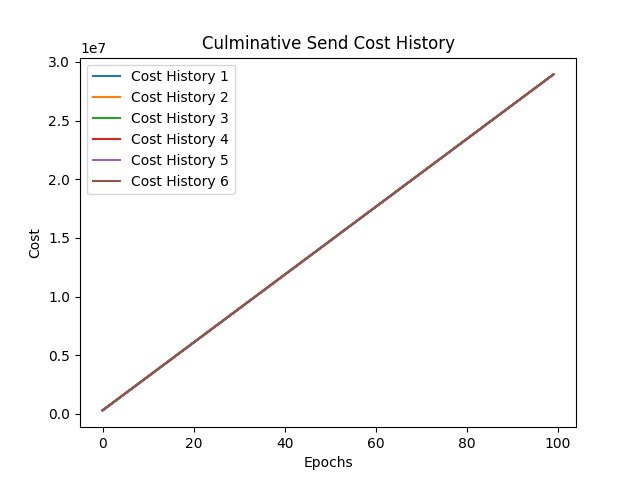 Culminative Send Cost History
1e7
3.0
2.5
2.0
1.5
1.0
0.5
0.0
Cost
Cost History 1
Cost History 2
Cost History 3
Cost History 4
Cost History 5
Cost History 6
0 20 40 60 80 100
Epochs